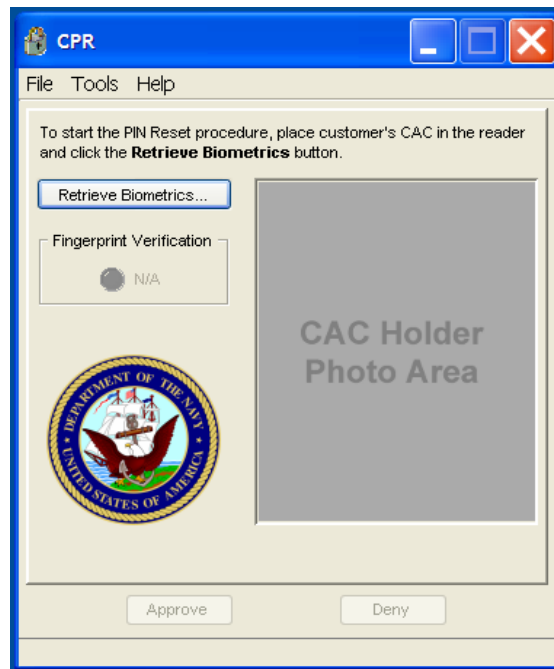 CPR
File Tools Help
To start the PIN Reset procedure, place customer's CAC in the reader
and click the Retrieve Biometrics button.
Retrieve Biometrics...
Fingerprint Verification
N/A
CAC Holder
Photo Area
DEPARTMENT OF THE NAVY
UNITED STATES OF AMERICA
Approve Deny